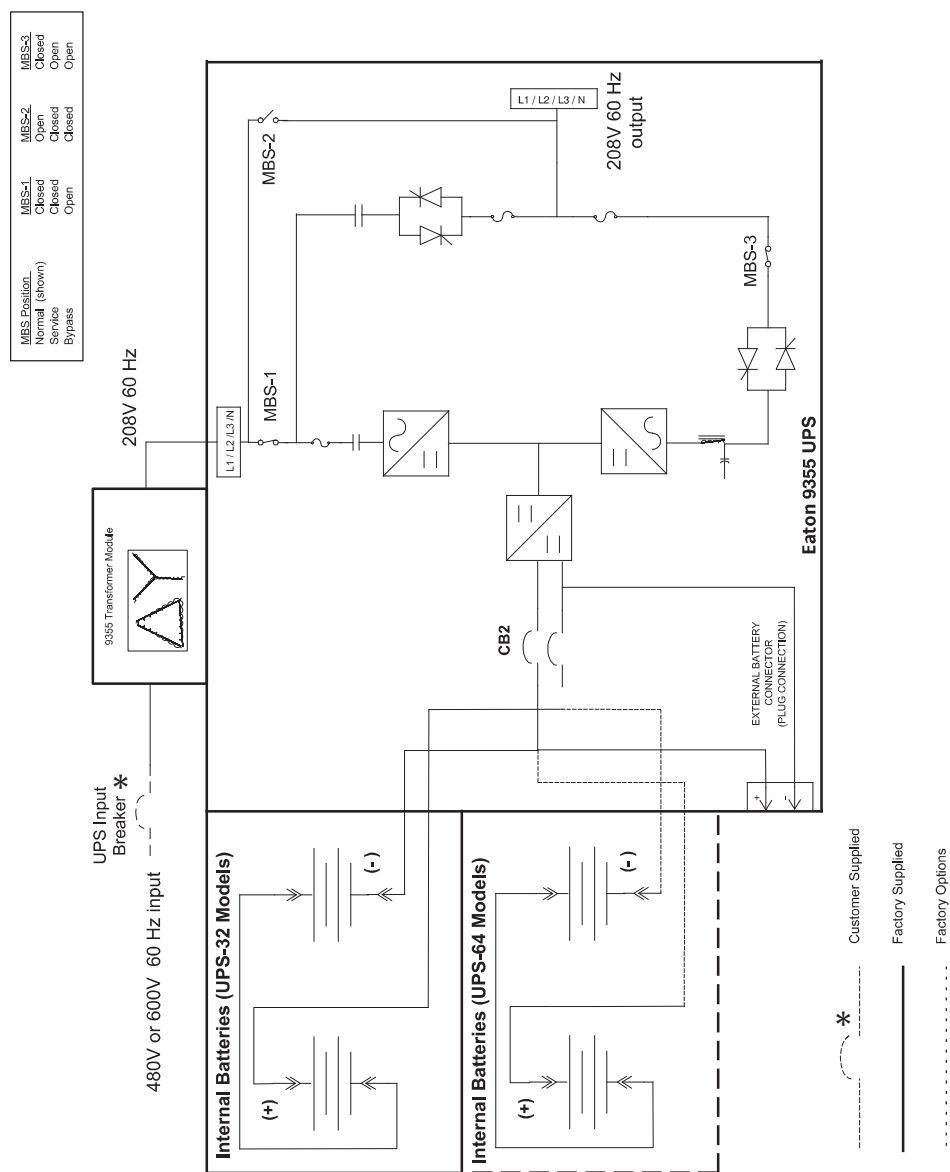 MBS Position MBS-1 MBS-2 MBS-3
Normal (shown) Closed Open Closed
Service Closed Closed Open
Bypass Open Closed Open
480V or 600V 60 Hz input
UPS Input
Breaker *
9355 Transformer Module
208V 60 Hz
L1 / L2 / L3 / N
MBS-1
MBS-2
L1 / L2 / L3 / N
208V 60 Hz
output
MBS-3
CB2
Eaton 9355 UPS
EXTERNAL BATTERY
CONNECTOR
(PLUG CONNECTION)
+
-
Internal Batteries (UPS-32 Models)
(+)
(-)
Internal Batteries (UPS-64 Models)
(+)
(-)
*
Customer Supplied
Factory Supplied
Factory Options